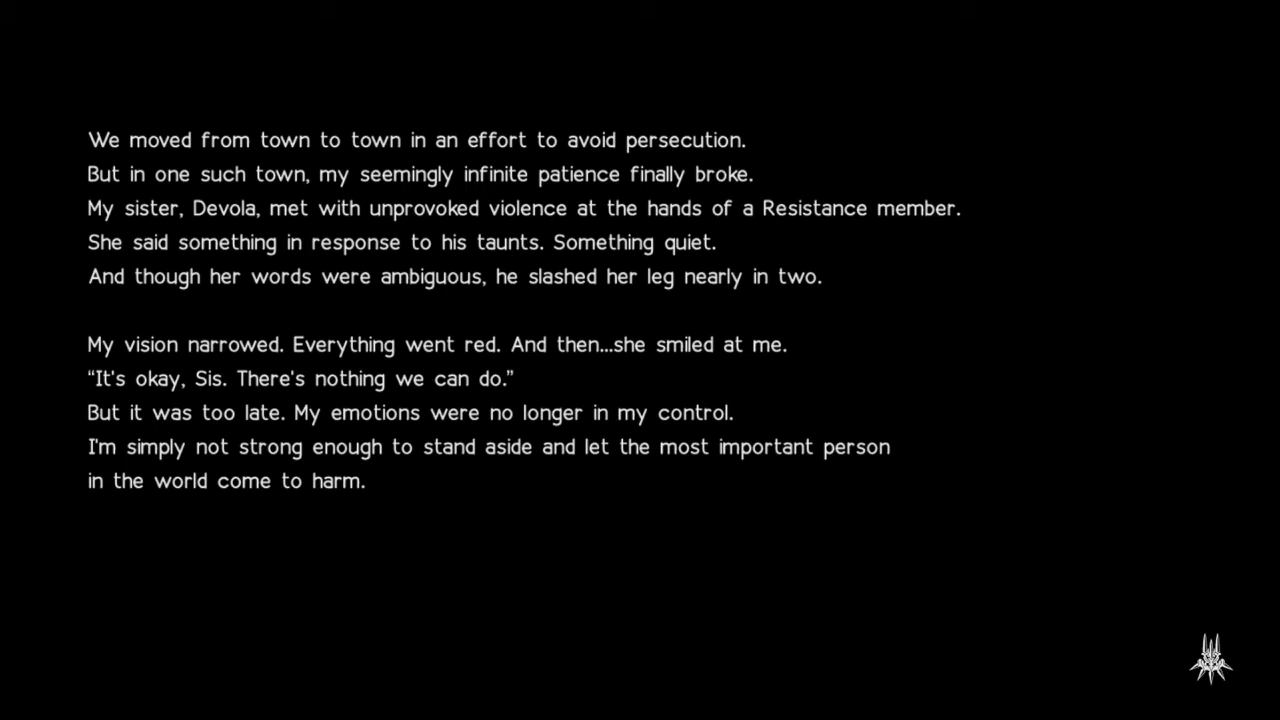 We moved from town to town in an effort to avoid persecution.
But in one such town, my seemingly infinite patience finally broke.
My sister, Devola, met with unprovoked violence at the hands of a Resistance member.
She said something in response to his taunts. Something quiet.
And though her words were ambiguous, he slashed her leg nearly in two.
My vision narrowed. Everything went red. And then...she smiled at me.
“It's okay, Sis. There's nothing we can do.”
But it was too late. My emotions were no longer in my control.
I'm simply not strong enough to stand aside and let the most important person
in the world come to harm.